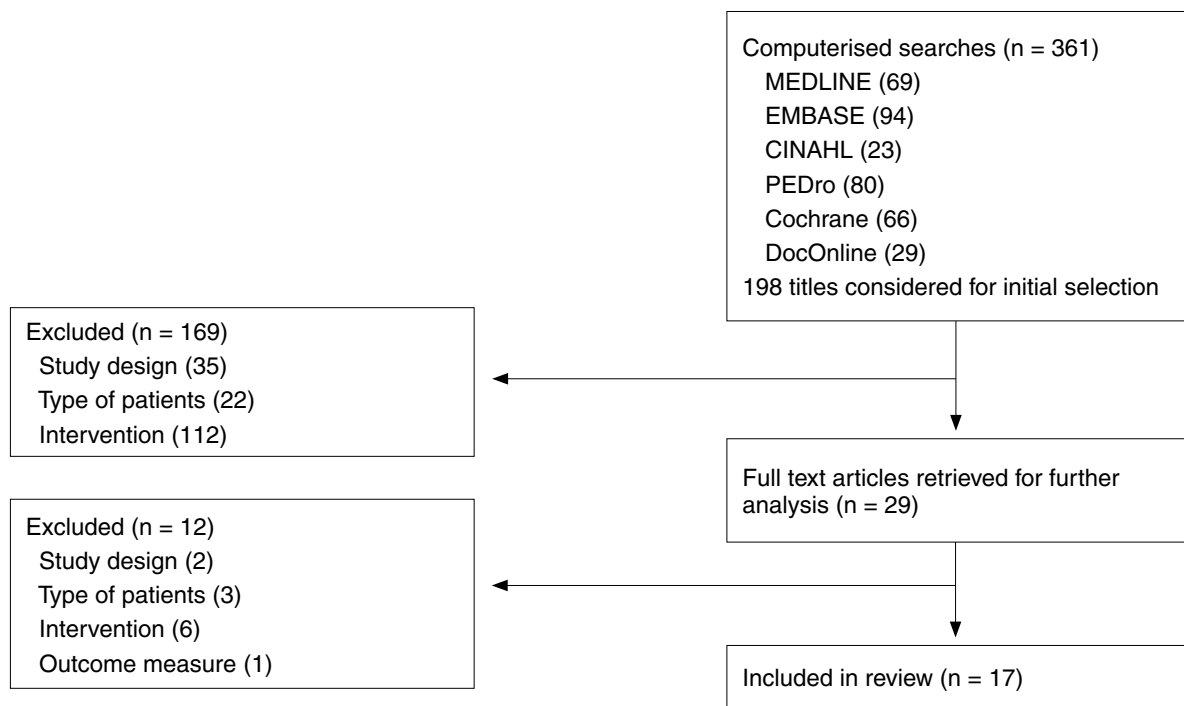 Computerised searches (n = 361)
MEDLINE (69)
EMBASE (94)
CINAHL (23)
PEDro (80)
Cochrane (66)
DocOnline (29)
198 titles considered for initial selection
Excluded (n = 169)
Study design (35)
Type of patients (22)
Intervention (112)
Full text articles retrieved for further
analysis (n = 29)
Excluded (n = 12)
Study design (2)
Type of patients (3)
Intervention (6)
Outcome measure (1)
Included in review (n = 17)